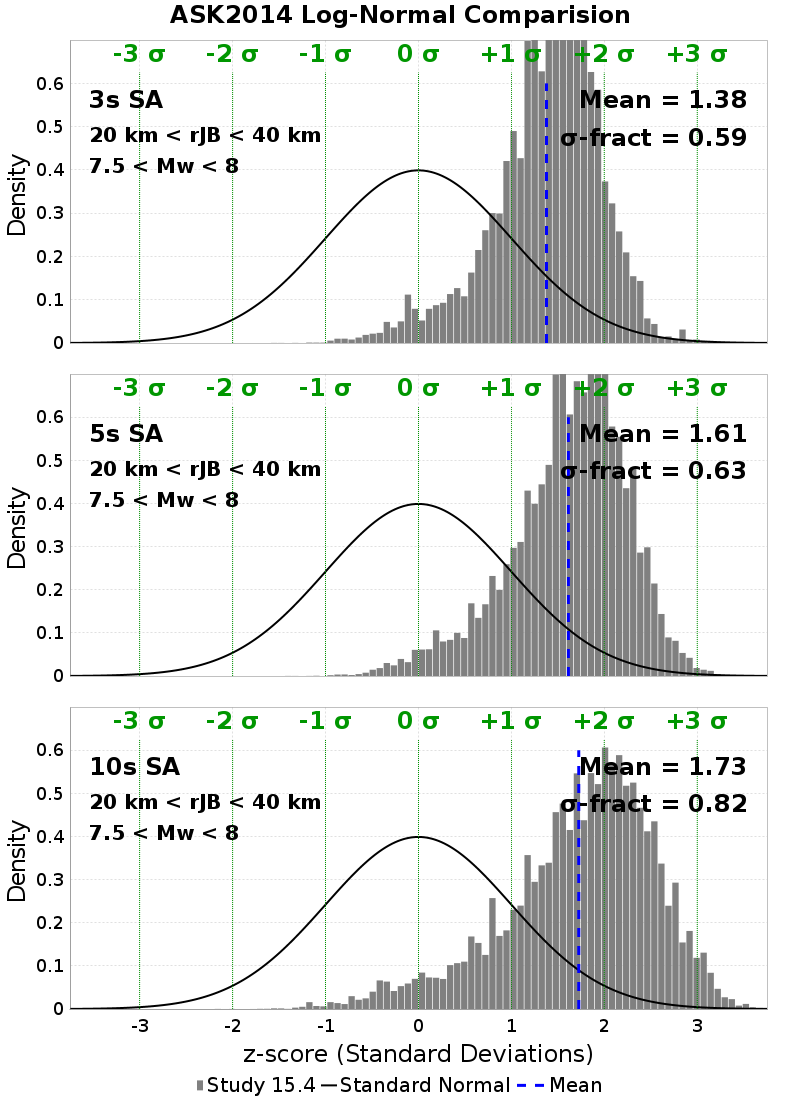 ASK2014 Log-Normal Comparision
-3 σ -2 σ -1 σ 0 σ +1 σ +2 σ +3 σ
0.6
3s SA
Mean = 1.38
0.5
20 km < rJB < 40 km
σ-fract = 0.59
0.4
7.5 < Mw < 8
0.3
0.2
0.1
0
Density
-3 σ -2 σ -1 σ 0 σ +1 σ +2 σ +3 σ
0.6
5s SA
Mean = 1.61
0.5
20 km < rJB < 40 km
σ-fract = 0.63
0.4
7.5 < Mw < 8
0.3
0.2
0.1
0
Density
-3 σ -2 σ -1 σ 0 σ +1 σ +2 σ +3 σ
0.6
10s SA
Mean = 1.73
0.5
20 km < rJB < 40 km
σ-fract = 0.82
0.4
7.5 < Mw < 8
0.3
0.2
0.1
0
Density
-3 -2 -1 0 1 2 3
z-score (Standard Deviations)
Study 15.4 Standard Normal Mean